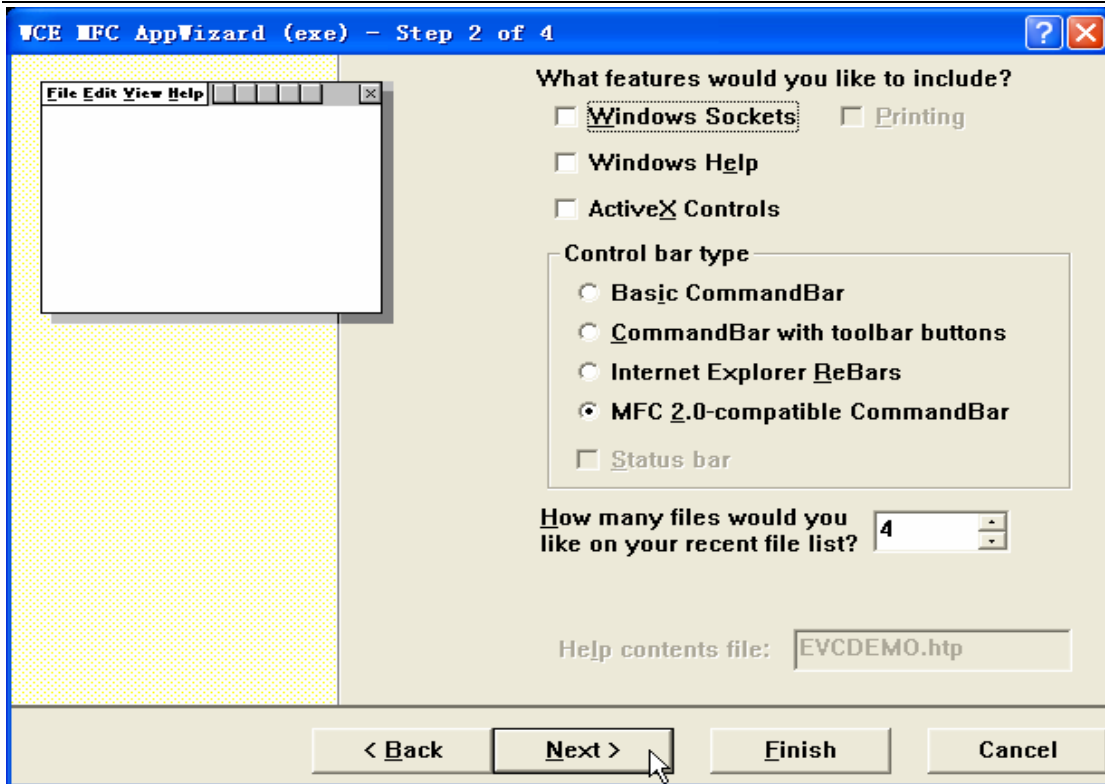 WCE MFC AppWizard (exe) - Step 2 of 4
File Edit View Help
What features would you like to include?
Windows Sockets
Printing
Windows Help
ActiveX Controls
Control bar type
Basic CommandBar
CommandBar with toolbar buttons
Internet Explorer ReBars
MFC 2.0-compatible CommandBar
Status bar
How many files would you
like on your recent file list?
4
Help contents file:
EVCDEMO.htp
< Back
Next >
Finish
Cancel